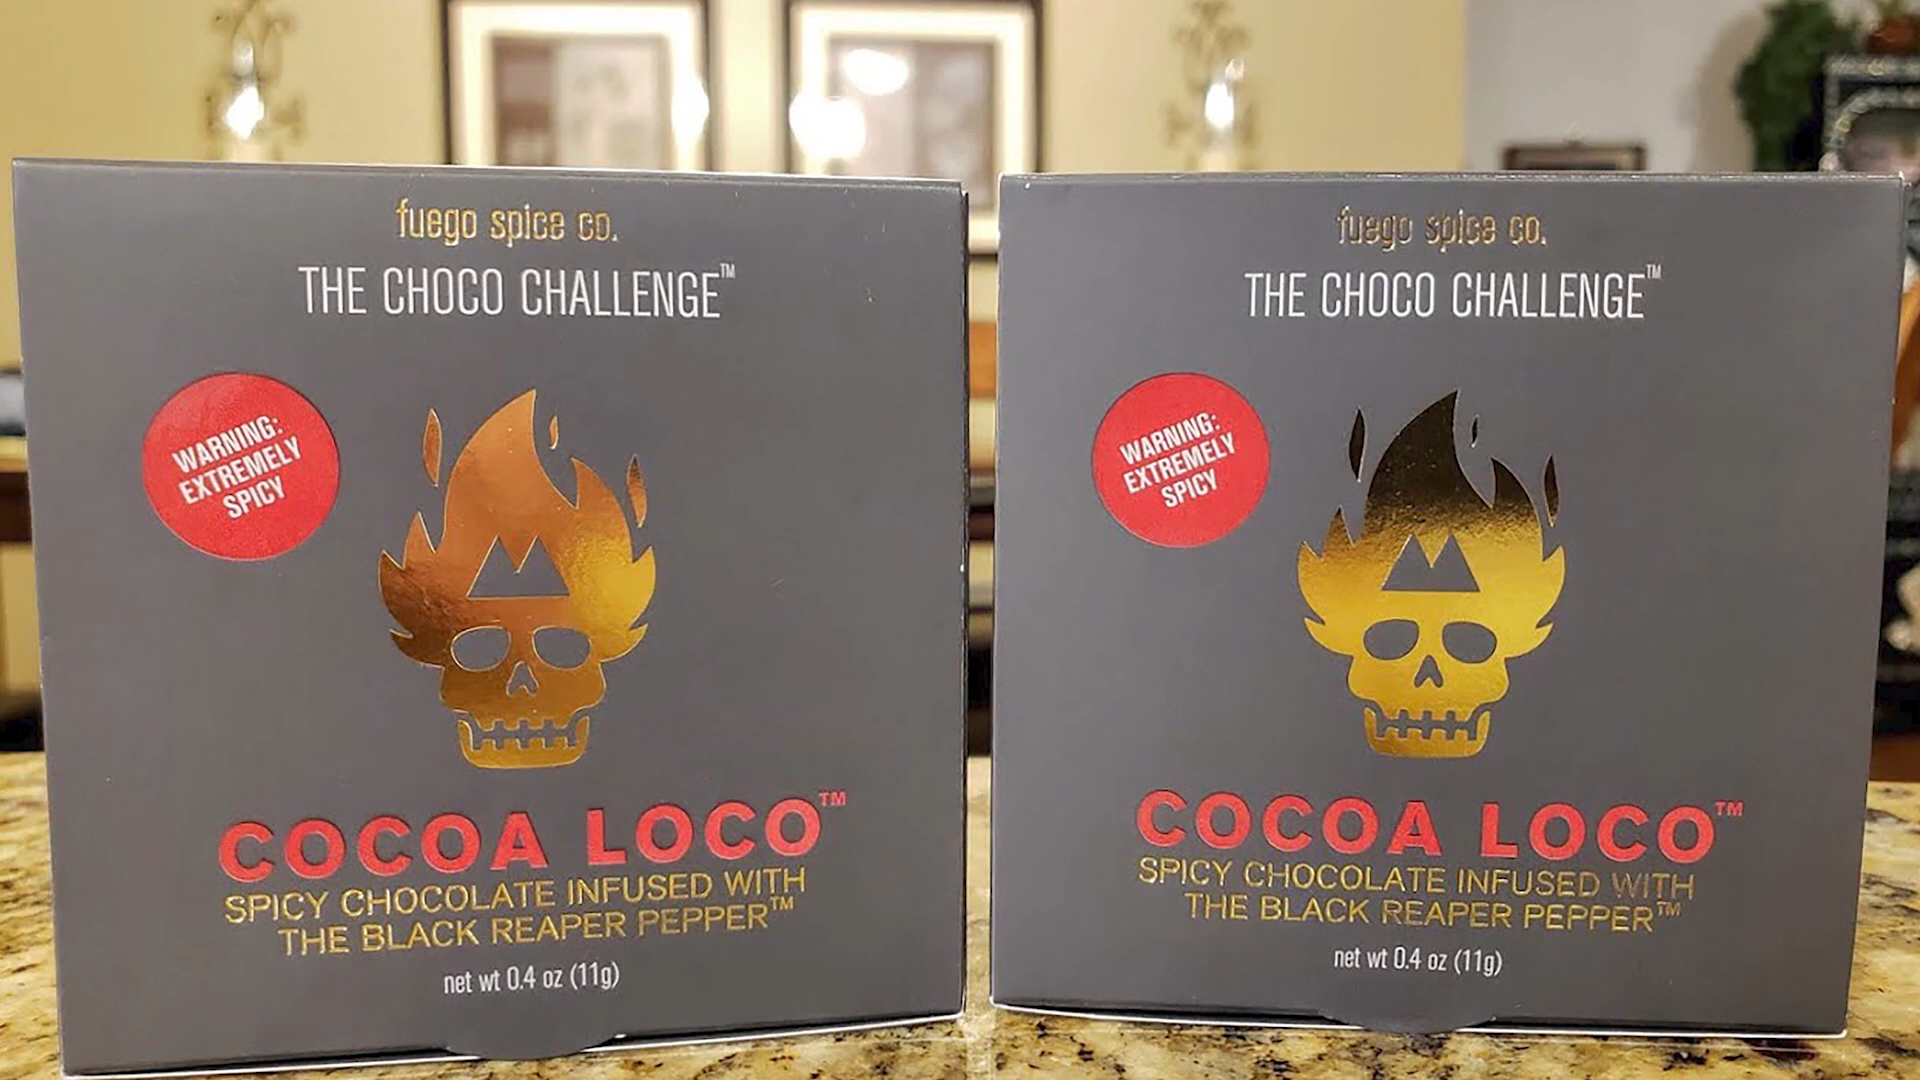 fuego spice co.
THE CHOCO CHALLENGE™
WARNING:
EXTREMELY
SPICY
COCOA LOCO™
SPICY CHOCOLATE INFUSED WITH
THE BLACK REAPER PEPPER™
net wt 0.4 oz (11g)
fuego spice co.
THE CHOCO CHALLENGE™
WARNING:
EXTREMELY
SPICY
COCOA LOCO™
SPICY CHOCOLATE INFUSED WITH
THE BLACK REAPER PEPPER™
net wt 0.4 oz (11g)